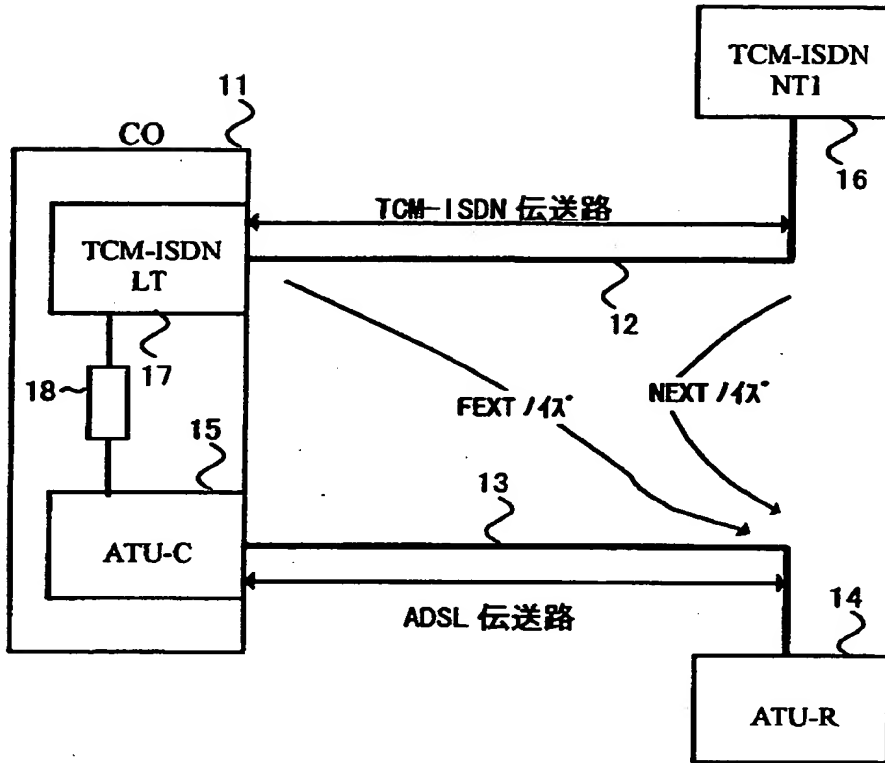 TCM-ISDN
NT1
16
11
CO
TCM-ISDN 伝送路
TCM-ISDN
LT
12
17
18
FEXT ノイズ
NEXT ノイズ
15
13
ATU-C
ADSL 伝送路
14
ATU-R